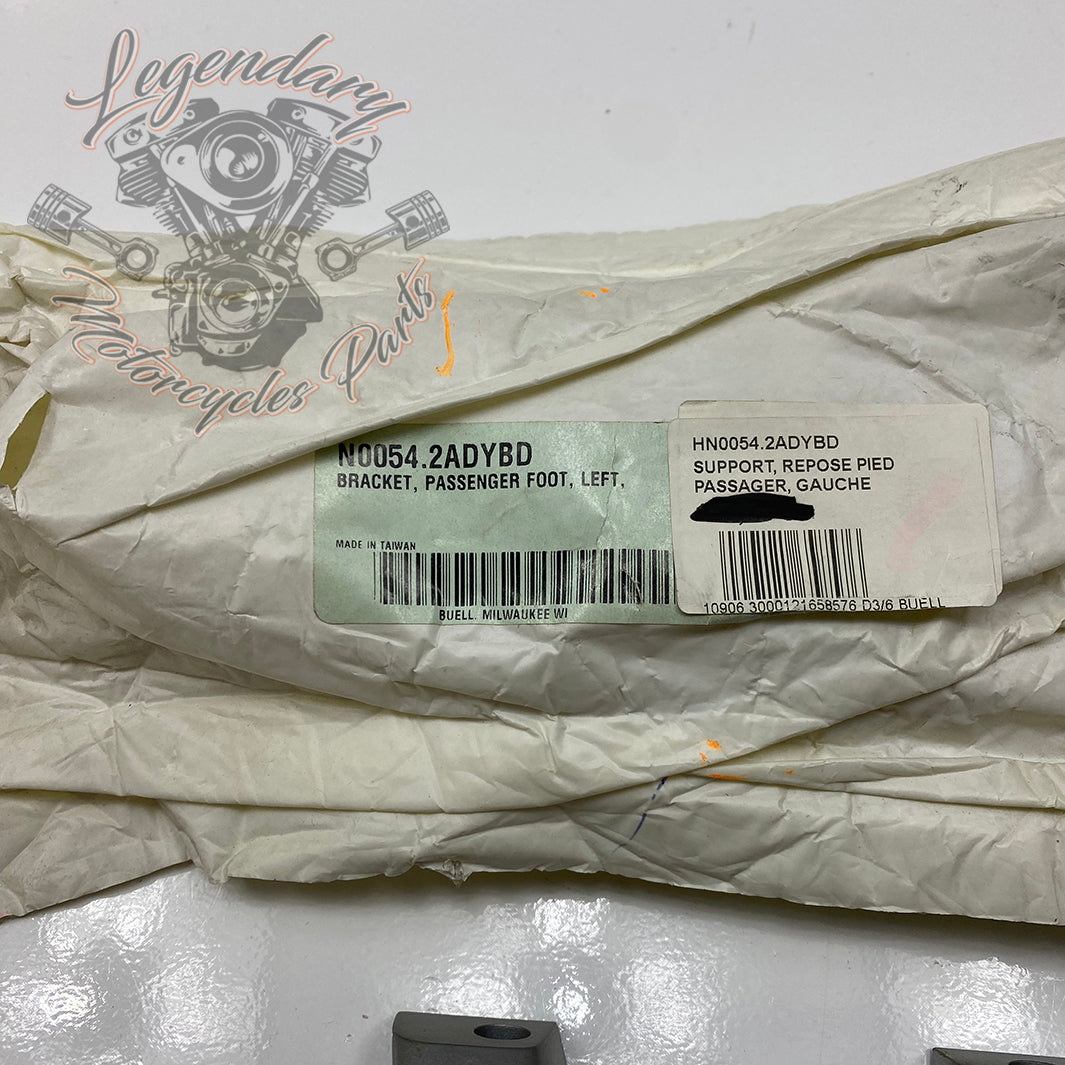 Legendary
Motorcycles Parts
N0054.2ADYBD
BRACKET, PASSENGER FOOT, LEFT,
MADE IN TAIWAN
BUELL. MILWAUKEE WI
HN0054.2ADYBD
SUPPORT, REPOSE PIED
PASSAGER, GAUCHE
10906 3000121658576 D3/6 BUELL